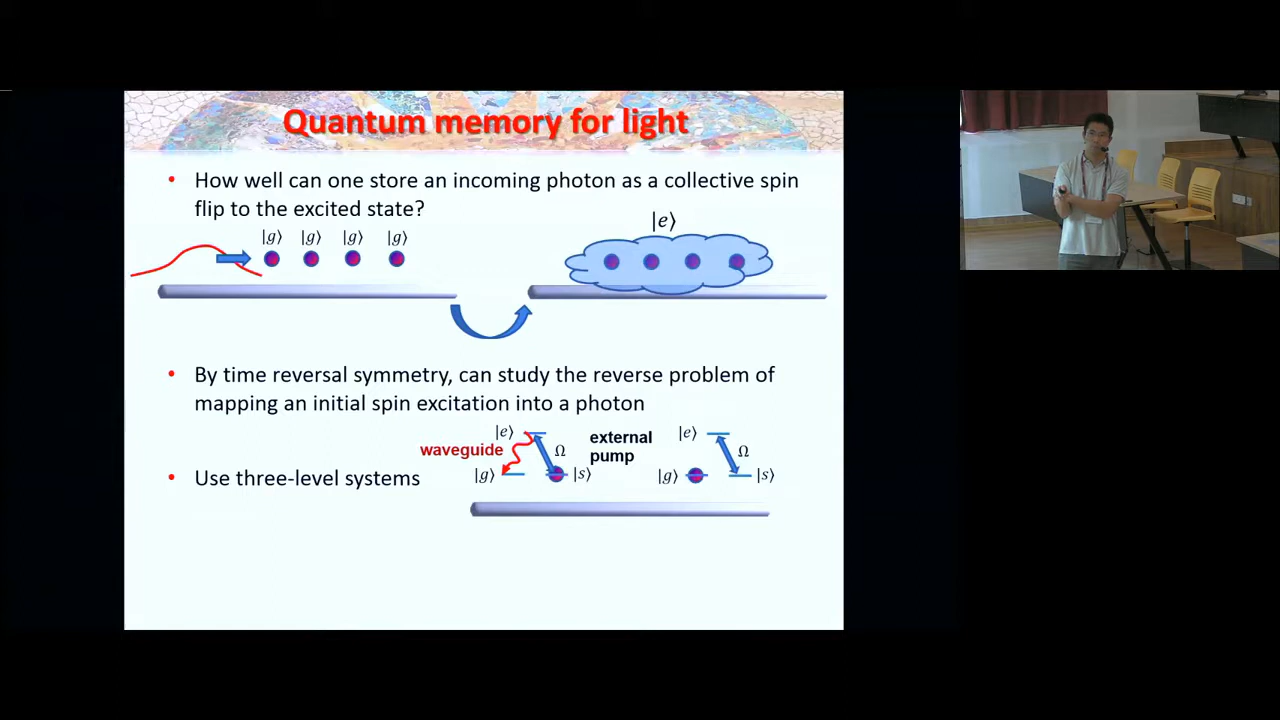 Quantum memory for light
• How well can one store an incoming photon as a collective spin
flip to the excited state?
|e⟩
|g⟩ |g⟩ |g⟩ |g⟩
• By time reversal symmetry, can study the reverse problem of
mapping an initial spin excitation into a photon
|e⟩ external |e⟩
waveguide Ω pump Ω
• Use three-level systems |g⟩ |s⟩ |g⟩ |s⟩